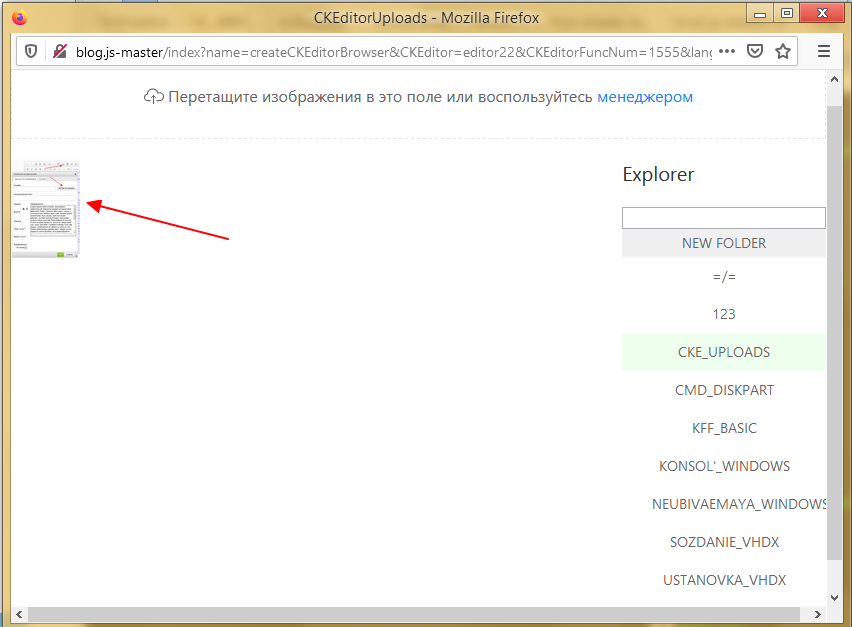 CKEditorUploads - Mozilla Firefox
blog.js-master/index?name=createCKEditorBrowser&CKEditor=editor22&CKEditorFuncNum=1555&lang
Перетащите изображения в это поле или воспользуйтесь менеджером
Explorer
NEW FOLDER
=/=
123
CKE_UPLOADS
CMD_DISKPART
KFF_BASIC
KONSOL'_WINDOWS
NEUBIVAEMAYA_WINDOWS
SOZDANIE_VHDX
USTANOVKA_VHDX